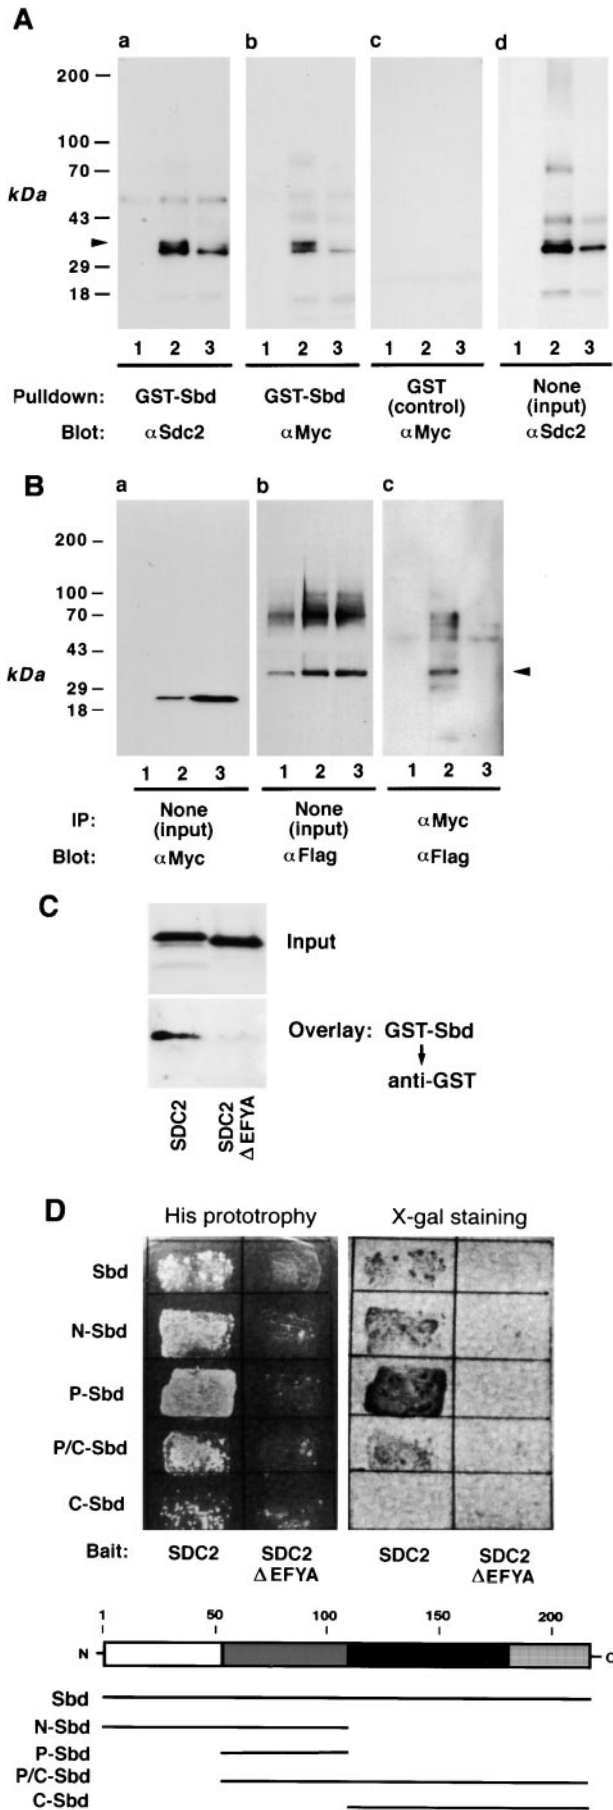 A
a b c d
200
100
70
kDa
43
29
18
1 2 3 1 2 3 1 2 3 1 2 3
Pulldown: GST-Sbd GST-Sbd GST (control) None (input)
Blot: αSdc2 αMyc αMyc αSdc2
B
a b c
200
100
70
43
kDa
29
18
1 2 3 1 2 3 1 2 3
IP: None (input) None (input) αMyc
Blot: αMyc αFlag αFlag
C
Input
Overlay: GST-Sbd
anti-GST
SDC2
SDC2 ΔEFYA
D
His prototrophy X-gal staining
Sbd
N-Sbd
P-Sbd
P/C-Sbd
C-Sbd
Bait: SDC2 SDC2 ΔEFYA SDC2 SDC2 ΔEFYA
1 50 100 150 200
N C
Sbd
N-Sbd
P-Sbd
P/C-Sbd
C-Sbd